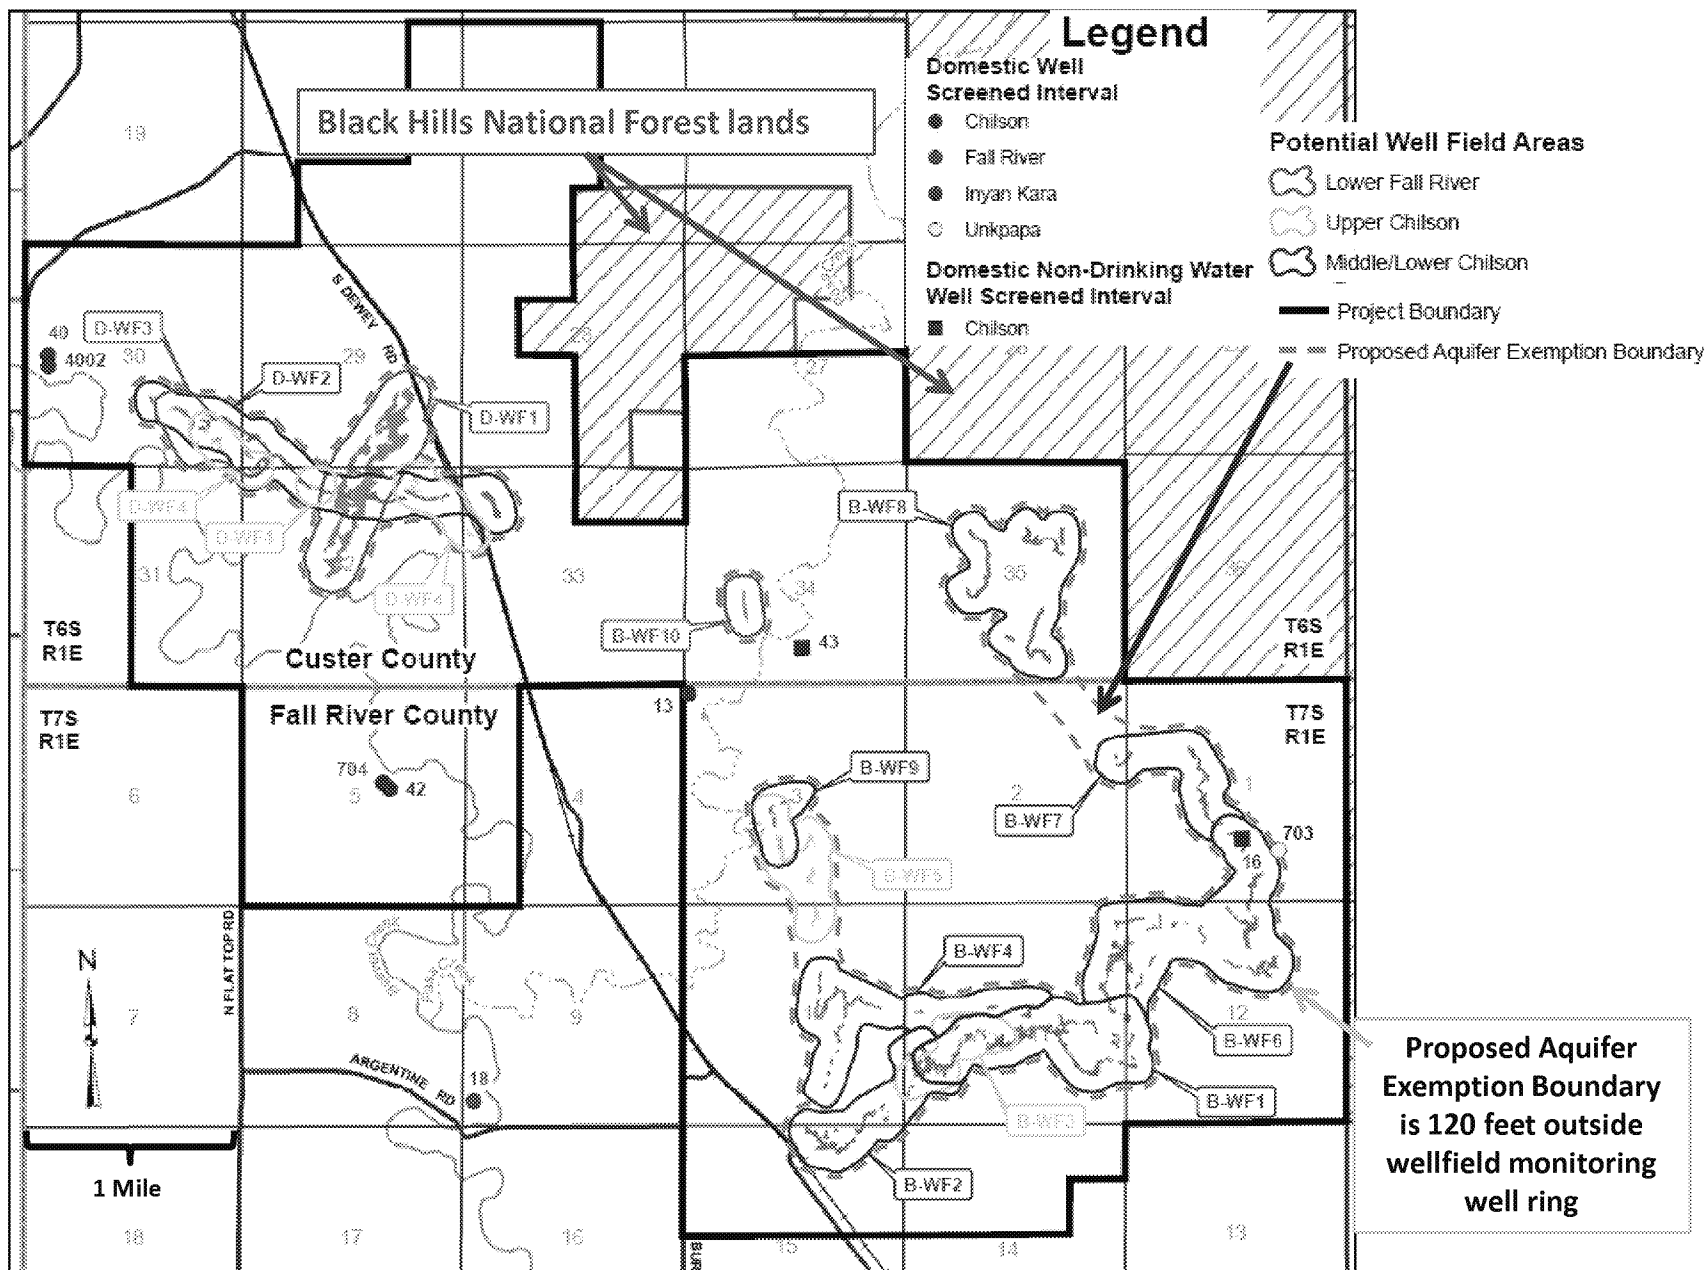 Legend
Domestic Well
Screened Interval
Chilson
Fall River
Inyan Kara
Unkpapa
Domestic Non-Drinking Water
Well Screened Interval
Chilson
Potential Well Field Areas
Lower Fall River
Upper Chilson
Middle/Lower Chilson
Project Boundary
Proposed Aquifer Exemption Boundary
Black Hills National Forest lands
19
S DEWEY RD
40
4002
30
29
28
27
D-WF3
D-WF2
D-WF1
D-WF4
D-WF1
D-WF4
31
33
34
35
36
B-WF8
B-WF10
43
T6S
R1E
T6S
R1E
Custer County
Fall River County
13
T7S
R1E
T7S
R1E
704
42
6
5
4
3
2
1
B-WF9
B-WF7
B-WF5
703
16
N FLAT TOP RD
N
7
8
9
12
B-WF4
B-WF6
B-WF1
B-WF3
B-WF2
ARGENTINE RD
18
1 Mile
18
17
16
15
14
13
BUR
Proposed Aquifer
Exemption Boundary
is 120 feet outside
wellfield monitoring
well ring